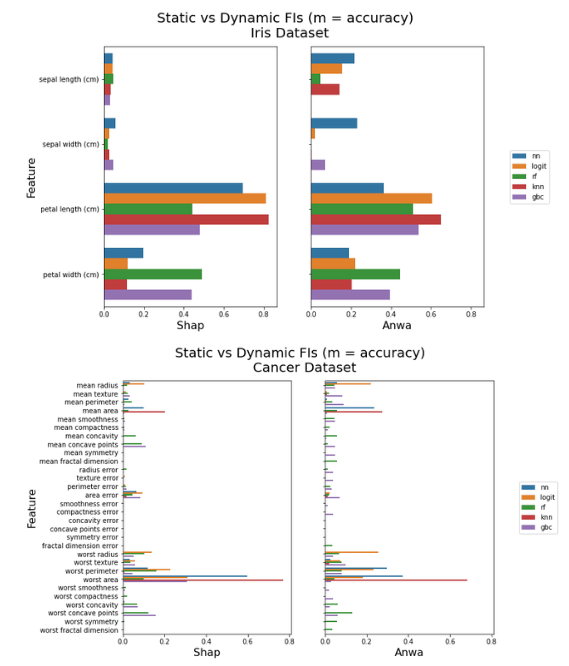 Static vs Dynamic FIs (m = accuracy)
Iris Dataset
sepal length (cm)
sepal width (cm)
petal length (cm)
petal width (cm)
Feature
0.0 0.2 0.4 0.6 0.8
0.0 0.2 0.4 0.6 0.8
Shap
Anwa
nn
logit
rf
knn
gbc
Static vs Dynamic FIs (m = accuracy)
Cancer Dataset
mean radius
mean texture
mean perimeter
mean area
mean smoothness
mean compactness
mean concavity
mean concave points
mean symmetry
mean fractal dimension
radius error
texture error
perimeter error
area error
smoothness error
compactness error
concavity error
concave points error
symmetry error
fractal dimension error
worst radius
worst texture
worst perimeter
worst area
worst smoothness
worst compactness
worst concavity
worst concave points
worst symmetry
worst fractal dimension
Feature
0.0 0.2 0.4 0.6 0.8
0.0 0.2 0.4 0.6 0.8
Shap
Anwa
nn
logit
rf
knn
gbc